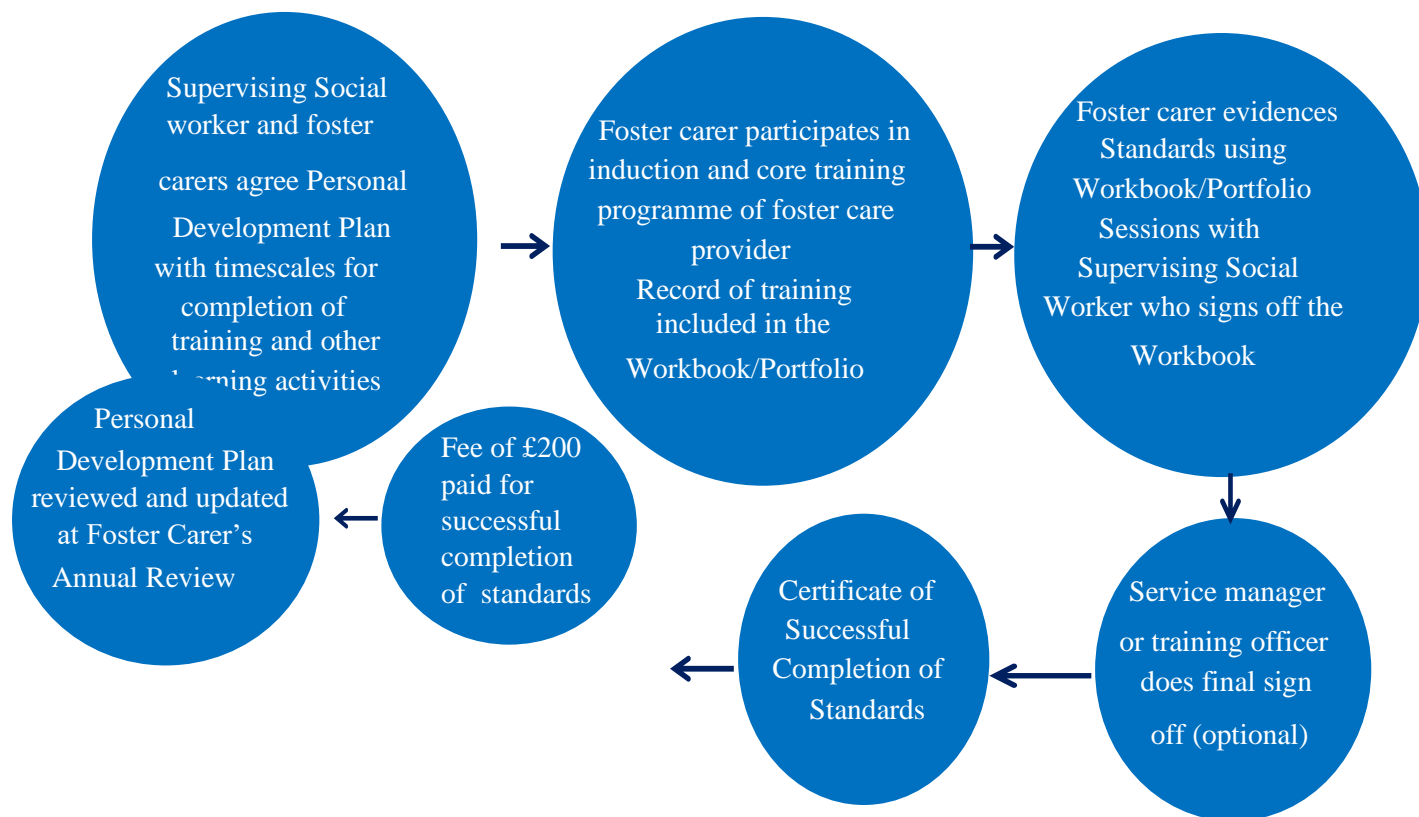 Supervising Social
worker and foster
carers agree Personal
Development Plan
with timescales for
completion of
training and other
activities
Foster carer participates in
induction and core training
programme of foster care
provider
Record of training
included in the
Workbook/Portfolio
Foster carer evidences
Standards using
Workbook/Portfolio
Sessions with
Supervising Social
Worker who signs off the
Workbook
Service manager
or training officer
does final sign
off (optional)
Certificate of
Successful
Completion of
Standards
Fee of £200
paid for
successful
completion
of standards
Personal
Development Plan
reviewed and updated
at Foster Carer’s
Annual Review